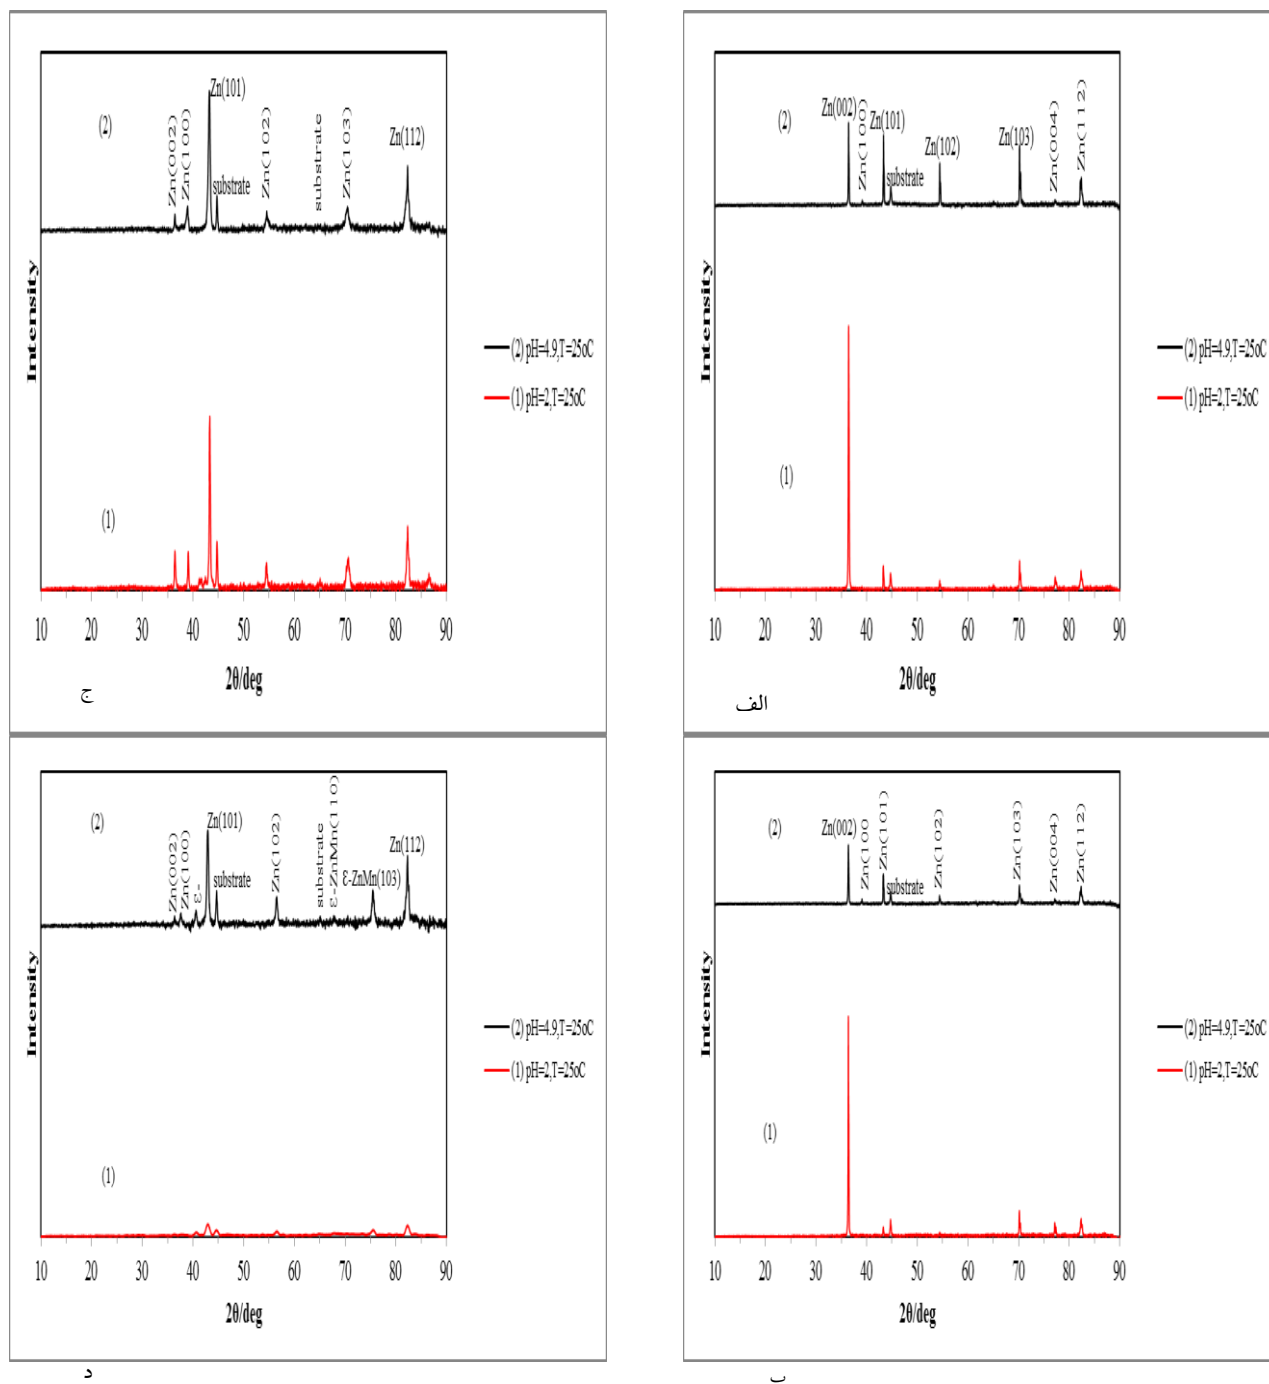 Zn(002)
Zn(100)
Zn(101)
substrate
Zn(102)
substrate
Zn(103)
Zn(112)
(2)
Intensity
(2) pH=4.9,T=25oC
(1) pH=2,T=25oC
(1)
10 20 30 40 50 60 70 80 90
2θ/deg
ج
Zn(002)
Zn(100)
Zn(101)
substrate
Zn(102)
Zn(103)
Zn(004)
Zn(112)
(2)
Intensity
(2) pH=4.9,T=25oC
(1) pH=2,T=25oC
(1)
10 20 30 40 50 60 70 80 90
2θ/deg
الف
Zn(002)
Zn(100)
ε-
Zn(101)
substrate
Zn(102)
substrate
ε-ZnMn(110)
ε-ZnMn(103)
Zn(112)
(2)
Intensity
(2) pH=4.9,T=25oC
(1) pH=2,T=25oC
(1)
10 20 30 40 50 60 70 80 90
2θ/deg
د
Zn(002)
Zn(100
Zn(101)
substrate
Zn(102)
Zn(103)
Zn(004)
Zn(112)
(2)
Intensity
(2) pH=4.9,T=25oC
(1) pH=2,T=25oC
(1)
10 20 30 40 50 60 70 80 90
2θ/deg
ب